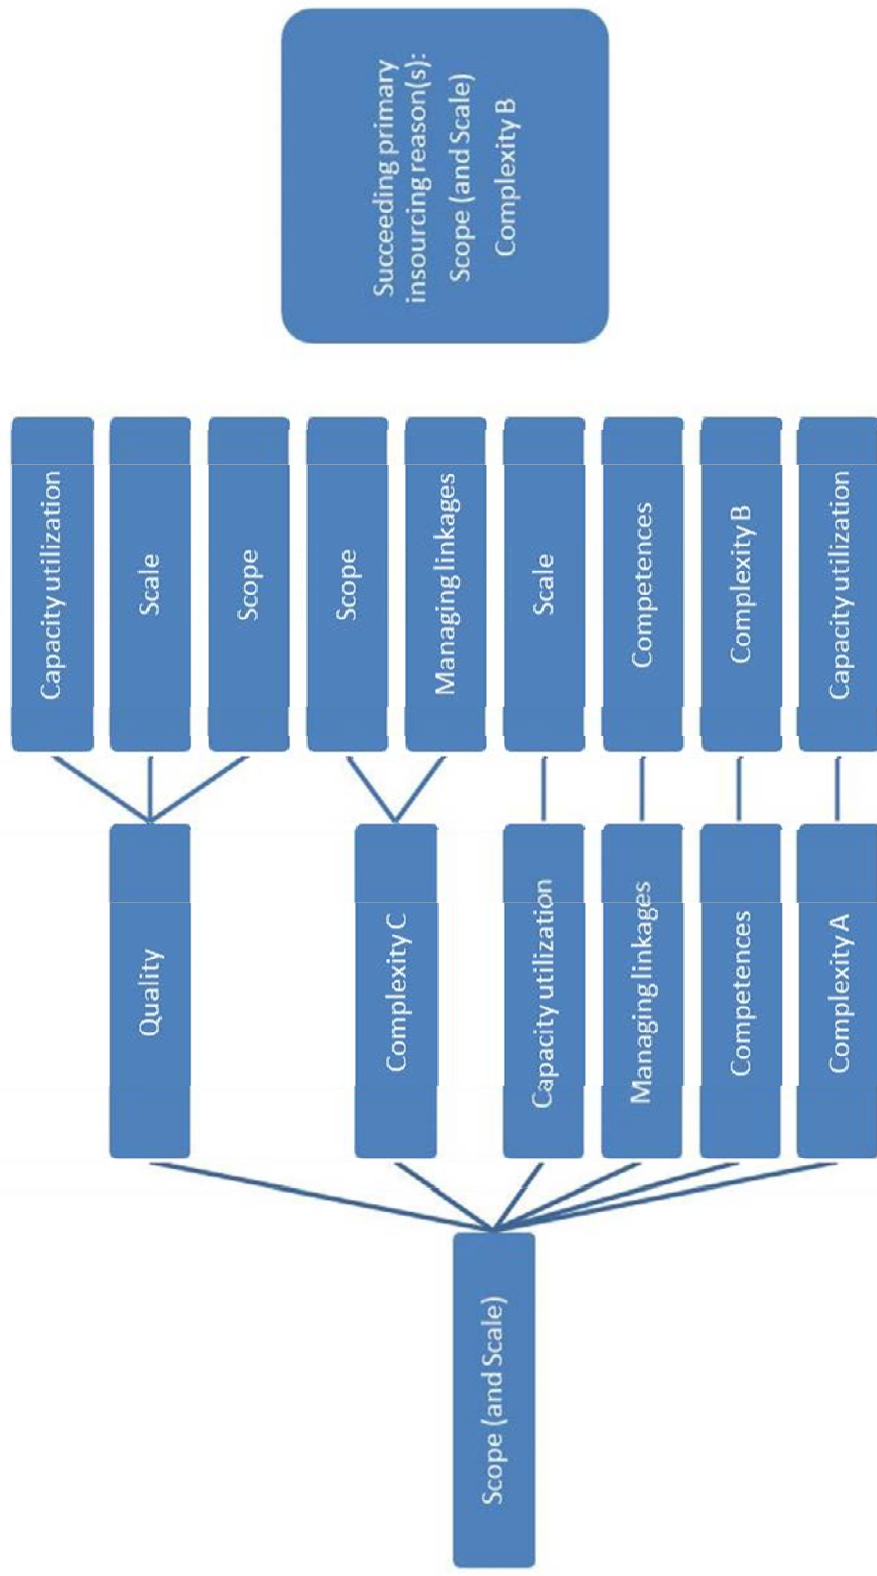 Scope (and Scale)
Quality
Complexity C
Capacity utilization
Managing linkages
Competences
Complexity A
Capacity utilization
Scale
Scope
Scope
Managing linkages
Scale
Competences
Complexity B
Capacity utilization
Succeeding primary
insourcing reason(s):
Scope (and Scale)
Complexity B